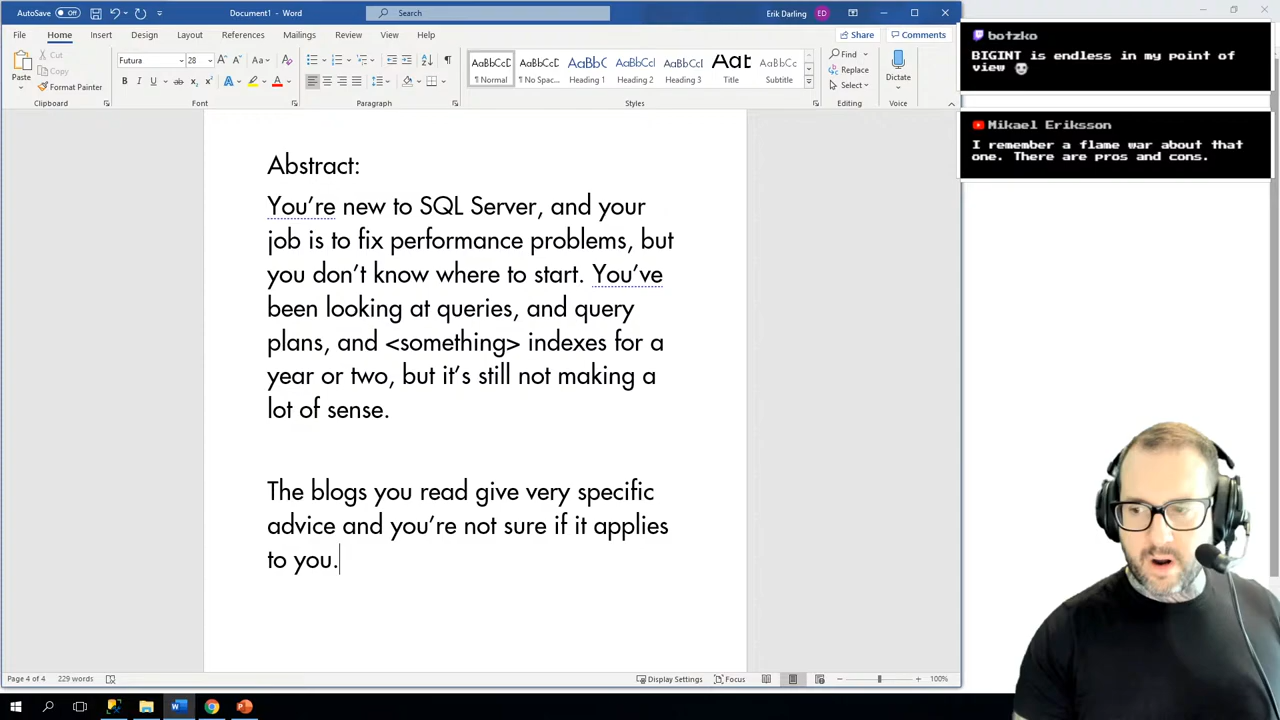 AutoSave
Off
Document1 - Word
Search
Erik Darling
ED
File
Home
Insert
Design
Layout
References
Mailings
Review
View
Help
Share
Comments
Paste
Cut
Copy
Format Painter
Clipboard
Futura
28
Font
Paragraph
AaBbCcD
AaBbCcD
AaBbC
AaBbCcD
AaBbCcD
AaB
AaBbCcD
¶ Normal
¶ No Spac...
Heading 1
Heading 2
Heading 3
Title
Subtitle
Styles
Find
Replace
Select
Editing
Dictate
Voice
botzko
BIGINT is endless in my point of
view
Mikael Eriksson
I remember a flame war about that
one. There are pros and cons.
Abstract:
You're new to SQL Server, and your
job is to fix performance problems, but
you don't know where to start. You've
been looking at queries, and query
plans, and <something> indexes for a
year or two, but it's still not making a
lot of sense.
The blogs you read give very specific
advice and you're not sure if it applies
to you.
Page 4 of 4
229 words
Display Settings
Focus
100%